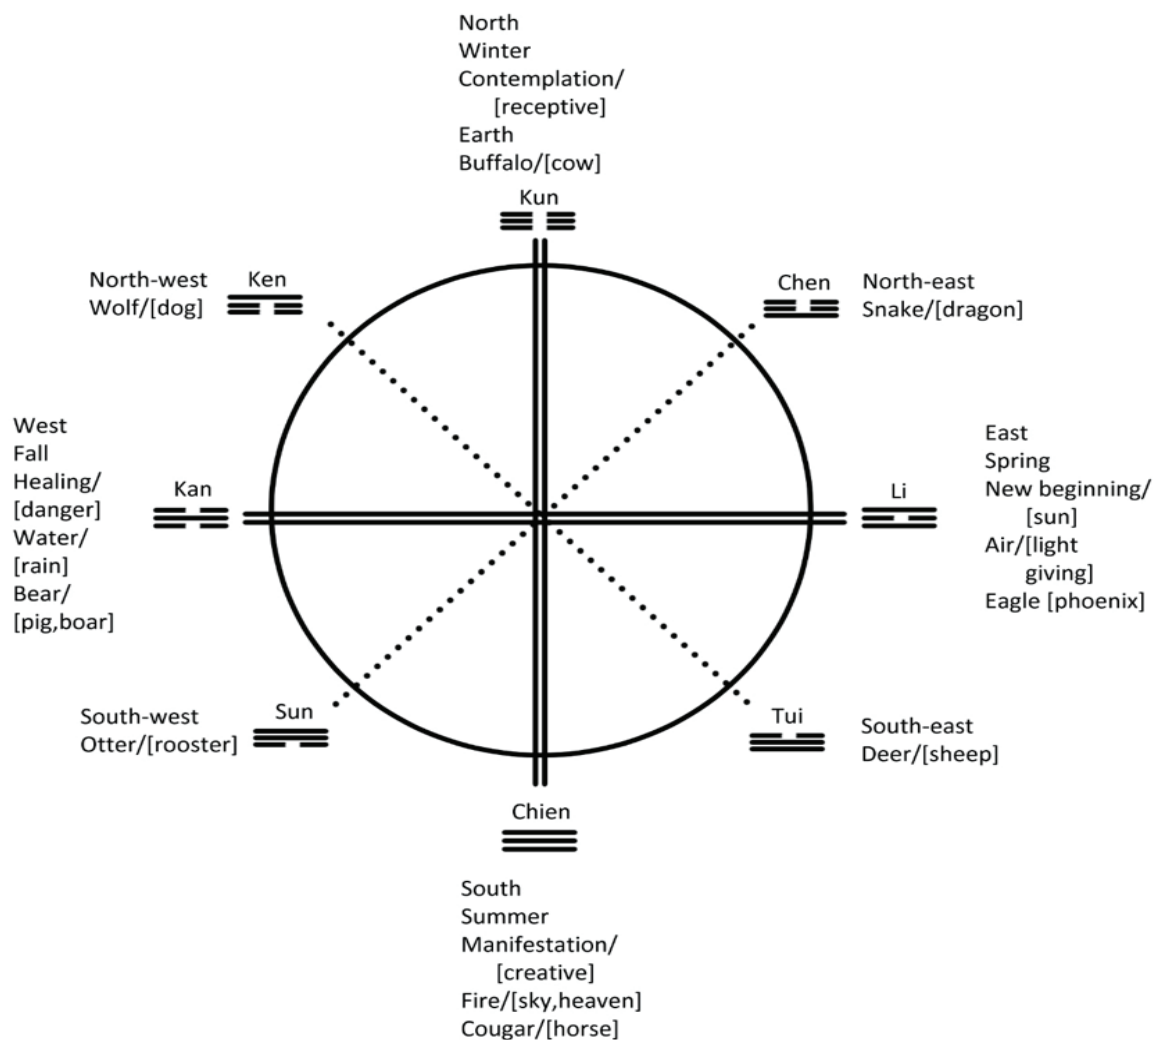 North
Winter
Contemplation/
[receptive]
Earth
Buffalo/[cow]
Kun
North-west
Wolf/[dog]
Ken
Chen
North-east
Snake/[dragon]
West
Fall
Healing/
[danger]
Water/
[rain]
Bear/
[pig,boar]
Kan
Li
East
Spring
New beginning/
[sun]
Air/[light
giving]
Eagle [phoenix]
South-west
Otter/[rooster]
Sun
Tui
South-east
Deer/[sheep]
Chien
South
Summer
Manifestation/
[creative]
Fire/[sky,heaven]
Cougar/[horse]